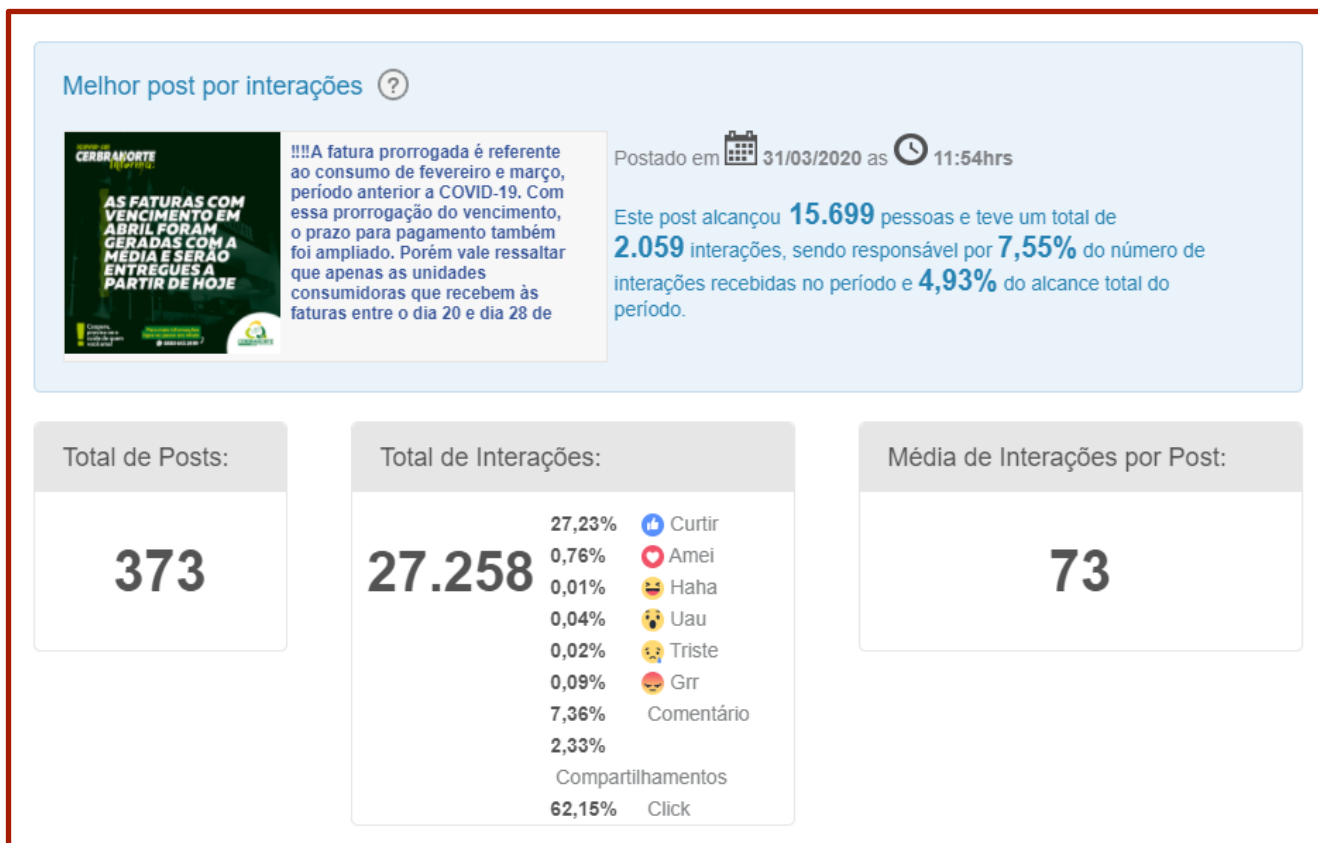 Melhor post por interações ?
CERBRANORTE
Informa:
AS FATURAS COM
VENCIMENTO EM
ABRIL FORAM
GERADAS COM A
MÉDIA E SERÃO
ENTREGUES A
PARTIR DE HOJE
CERBRANORTE
!!!!A fatura prorrogada é referente
ao consumo de fevereiro e março,
período anterior a COVID-19. Com
essa prorrogação do vencimento,
o prazo para pagamento também
foi ampliado. Porém vale ressaltar
que apenas as unidades
consumidoras que recebem às
faturas entre o dia 20 e dia 28 de
Postado em 31/03/2020 as 11:54hrs
Este post alcançou 15.699 pessoas e teve um total de
2.059 interações, sendo responsável por 7,55% do número de
interações recebidas no período e 4,93% do alcance total do
período.
Total de Posts:
373
Total de Interações:
27.258
27,23% Curtir
0,76% Amei
0,01% Haha
0,04% Uau
0,02% Triste
0,09% Grr
7,36% Comentário
2,33%
Compartilhamentos
62,15% Click
Média de Interações por Post:
73